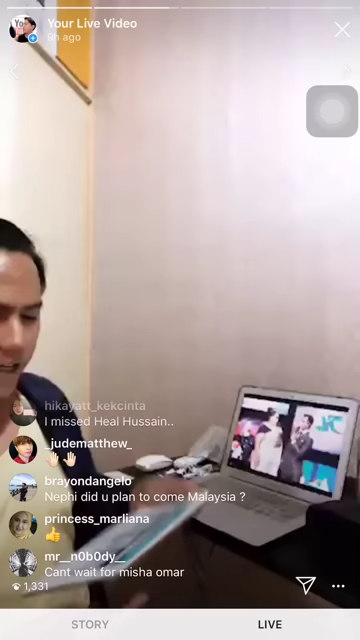 Your Live Video
9h ago
hikayatt_kekcinta
I missed Heal Hussain..
_judematthew_
👋🏻👋🏻
brayondangelo
Nephi did u plan to come Malaysia ?
princess_marliana
👍
mr__n0b0dy__
Cant wait for misha omar
1,331
STORY
LIVE